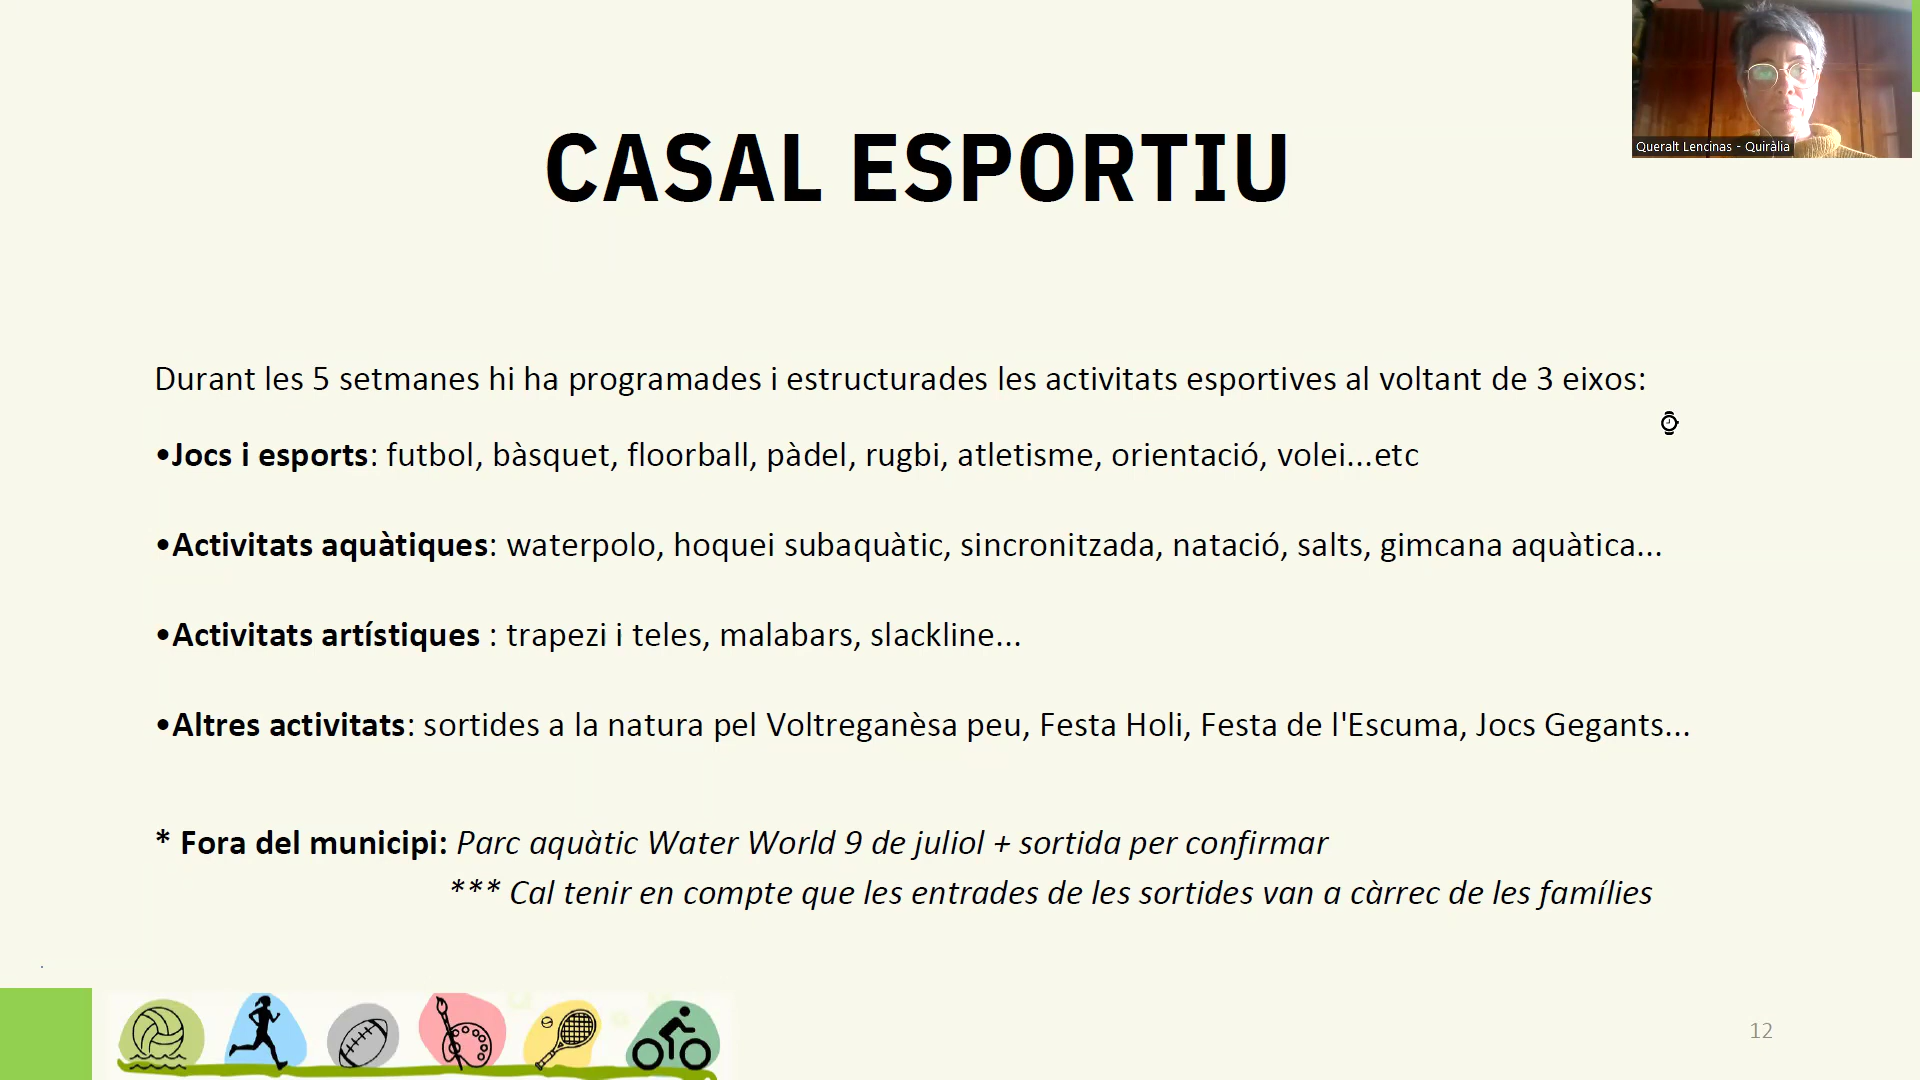 Queralt Lencinas - Quiràlia
CASAL ESPORTIU
Durant les 5 setmanes hi ha programades i estructurades les activitats esportives al voltant de 3 eixos:
•Jocs i esports: futbol, bàsquet, floorball, pàdel, rugbi, atletisme, orientació, volei...etc
•Activitats aquàtiques: waterpolo, hoquei subaquàtic, sincronitzada, natació, salts, gimcana aquàtica...
•Activitats artístiques : trapezi i teles, malabars, slackline...
•Altres activitats: sortides a la natura pel Voltreganèsa peu, Festa Holi, Festa de l'Escuma, Jocs Gegants...
* Fora del municipi: Parc aquàtic Water World 9 de juliol + sortida per confirmar
*** Cal tenir en compte que les entrades de les sortides van a càrrec de les famílies
.
12